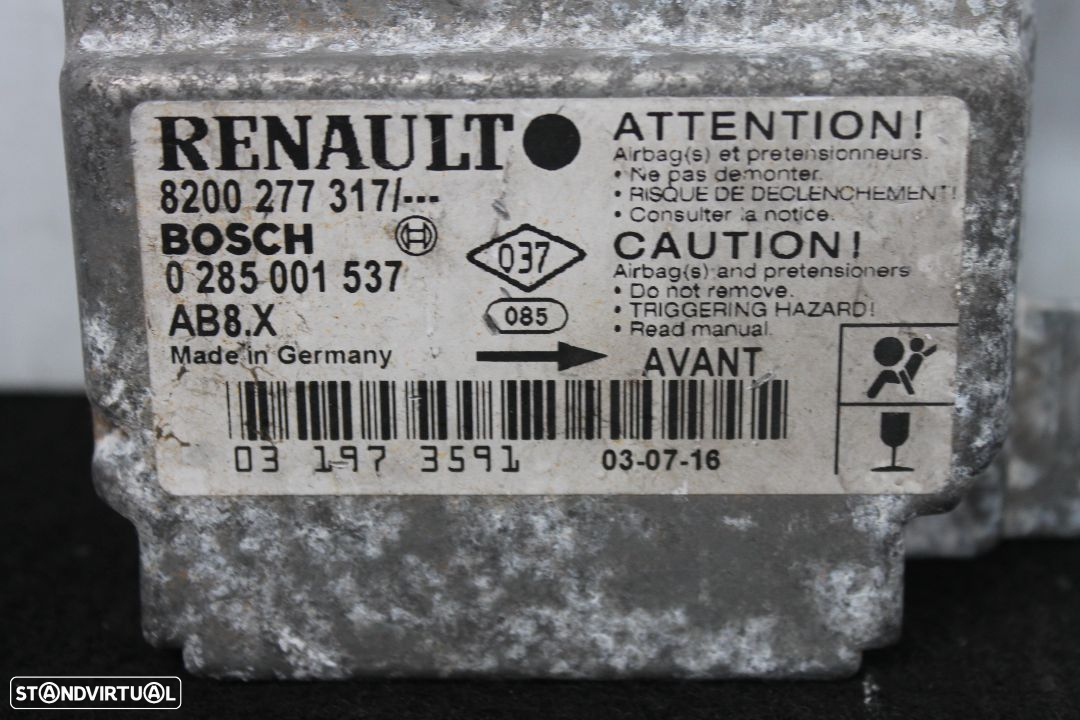 RENAULT
8200 277 317/---
BOSCH
0 285 001 537
AB8.X
Made in Germany
037
085
ATTENTION!
Airbag(s) et pretensionneurs.
• Ne pas demonter.
• RISQUE DE DECLENCHEMENT!
• Consulter la notice.
CAUTION!
Airbag(s) and pretensioners
• Do not remove.
• TRIGGERING HAZARD!
• Read manual.
AVANT
03 197 3591
03-07-16
STANDVIRTUAL